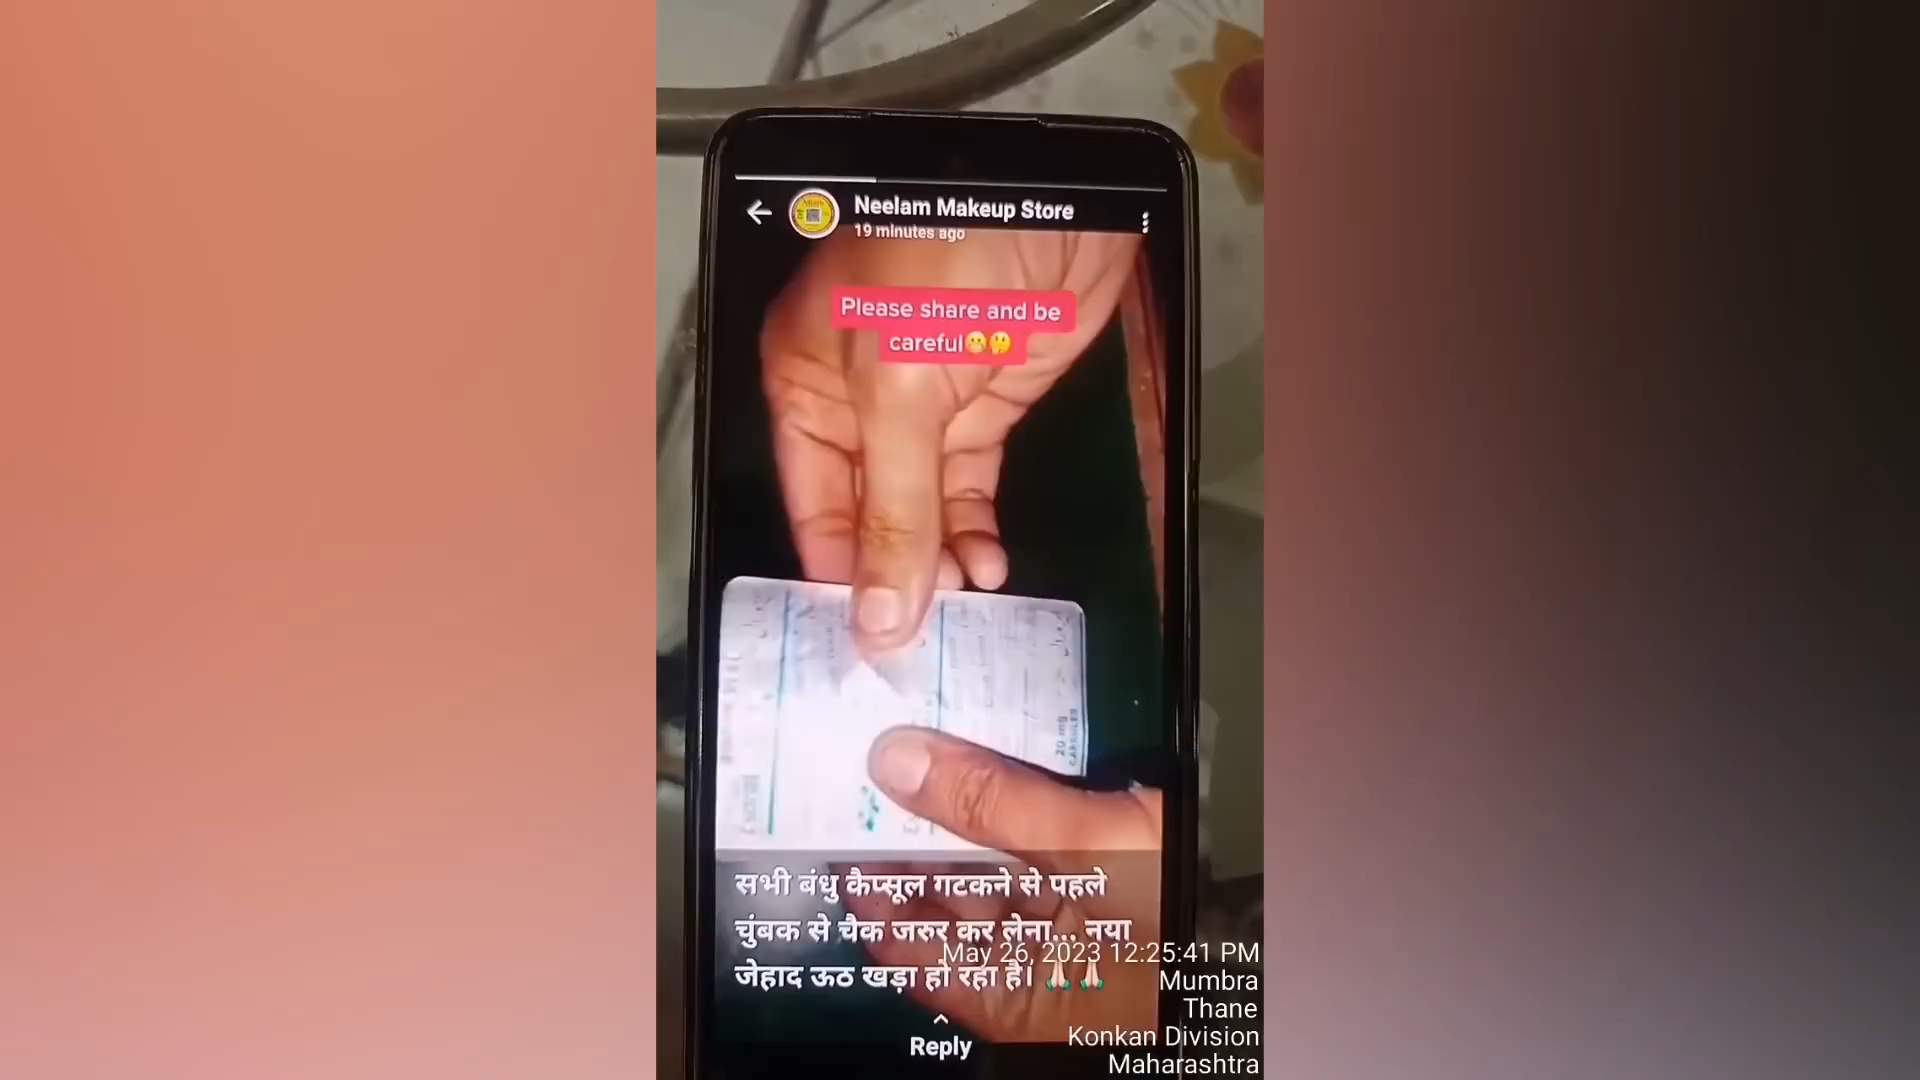 Neelam Makeup Store
19 minutes ago
Please share and be
careful😷🤔
20 mg
CAPSULES
सभी बंधु कैप्सूल गटकने से पहले
चुंबक से चैक जरुर कर लेना... नया
जेहाद ऊठ खड़ा हो रहा है। 🙏🏻🙏🏻
Reply
May 26, 2023 12:25:41 PM
Mumbra
Thane
Konkan Division
Maharashtra